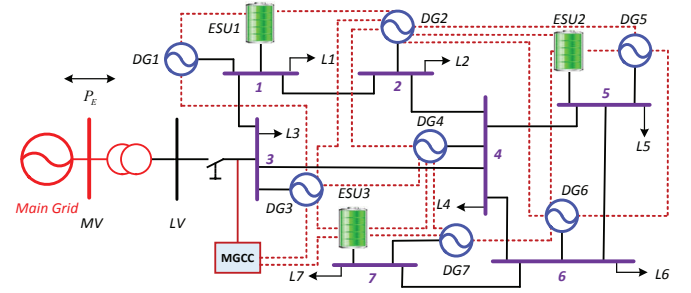 ESU1
DG2
ESU2
DG5
DG1
L1
L2
1
2
5
P_E
L3
DG4
L5
3
4
Main Grid
MV
LV
DG3
ESU3
L4
DG6
MGCC
L7
7
DG7
6
L6